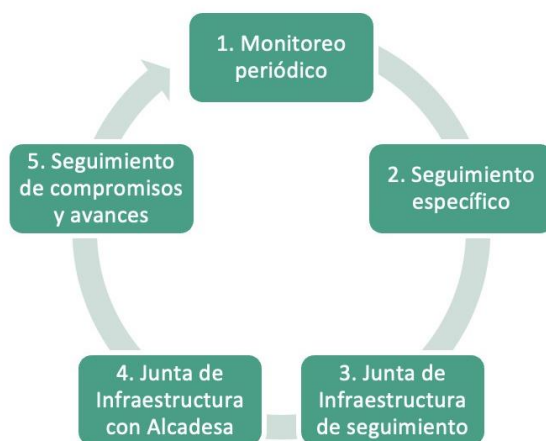 1. Monitoreo
periódico
2. Seguimiento
específico
3. Junta de
Infraestructura
de seguimiento
4. Junta de
Infraestructura
con Alcadesa
5. Seguimiento
de compromisos
y avances